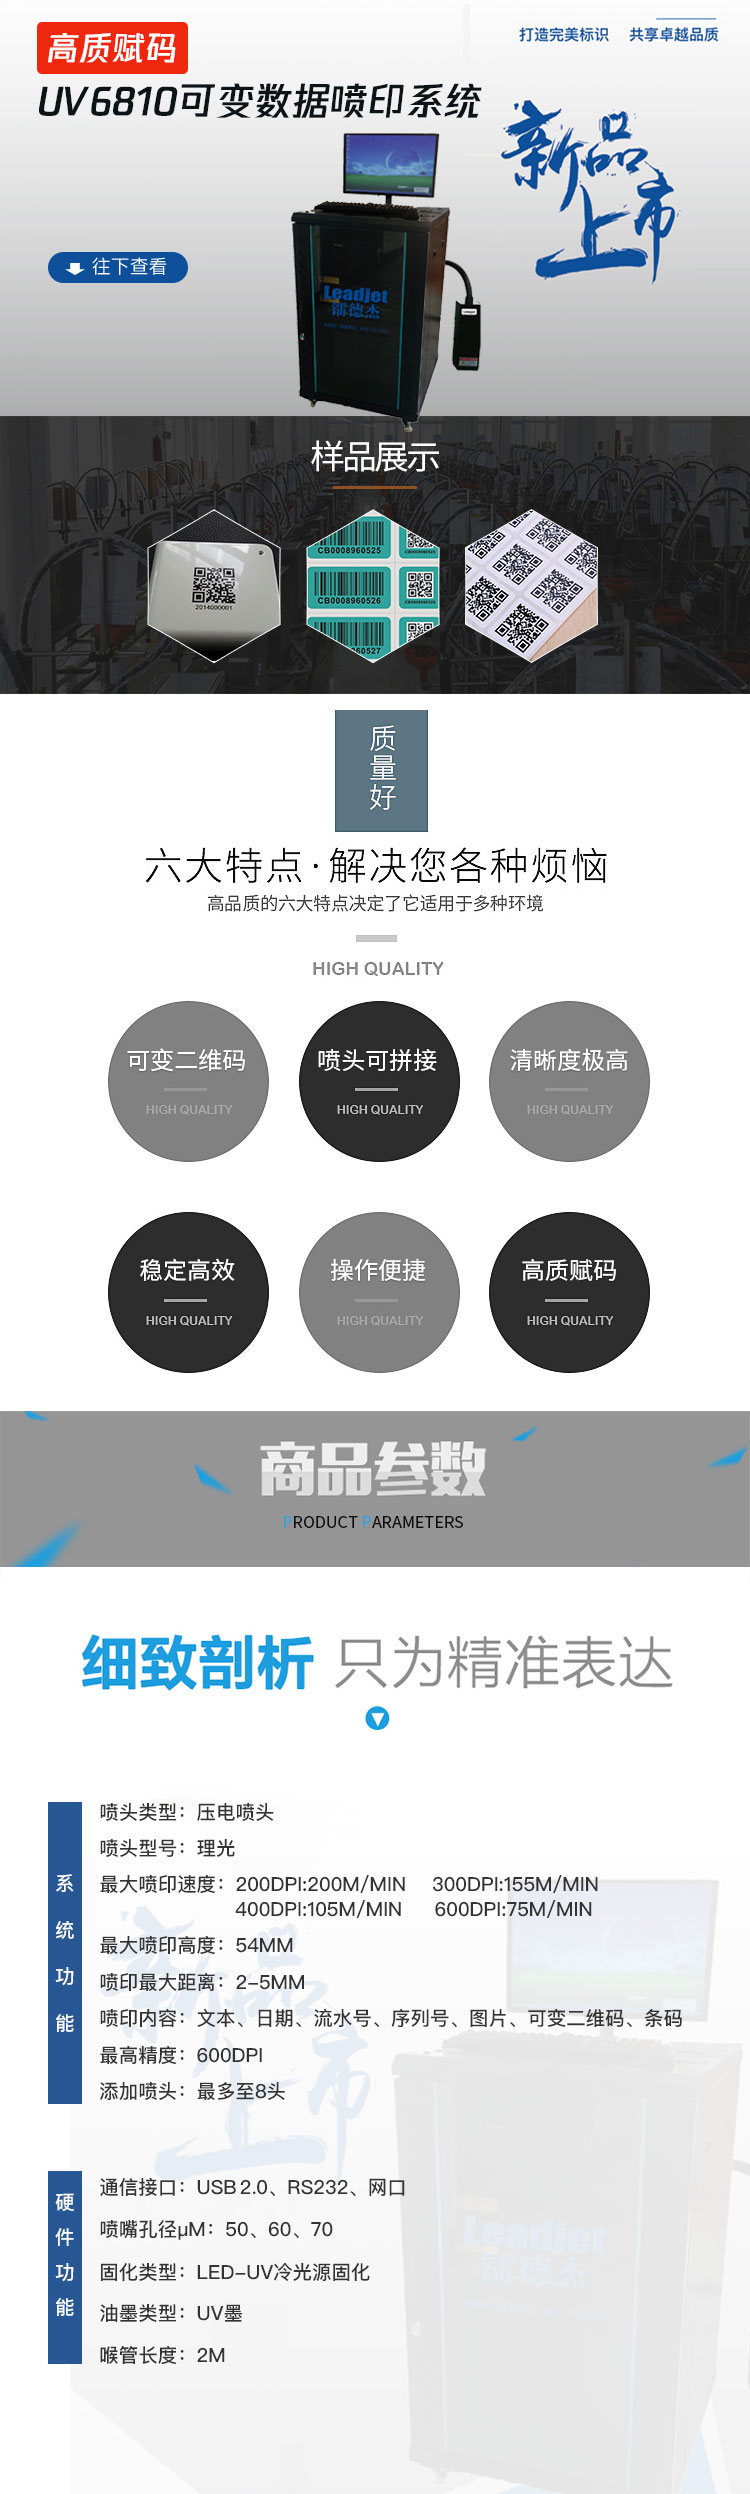 打造完美标识 共享卓越品质
高质赋码
UV6810可变数据喷印系统
新品
上市
往下查看
Leadjet
镭德杰
样品展示
2014000001
CB0008960525
CB0008960526
60527
质量好
六大特点·解决您各种烦恼
高品质的六大特点决定了它适用于多种环境
HIGH QUALITY
可变二维码
HIGH QUALITY
喷头可拼接
HIGH QUALITY
清晰度极高
HIGH QUALITY
稳定高效
HIGH QUALITY
操作便捷
HIGH QUALITY
高质赋码
HIGH QUALITY
商品参数
PRODUCT PARAMETERS
细致剖析 只为精准表达
系统功能
喷头类型：压电喷头
喷头型号：理光
最大喷印速度：200DPI:200M/MIN 300DPI:155M/MIN
400DPI:105M/MIN 600DPI:75M/MIN
最大喷印高度：54MM
喷印最大距离：2-5MM
喷印内容：文本、日期、流水号、序列号、图片、可变二维码、条码
最高精度：600DPI
添加喷头：最多至8头
硬件功能
通信接口：USB 2.0、RS232、网口
喷嘴孔径μM：50、60、70
固化类型：LED-UV冷光源固化
油墨类型：UV墨
喉管长度：2M